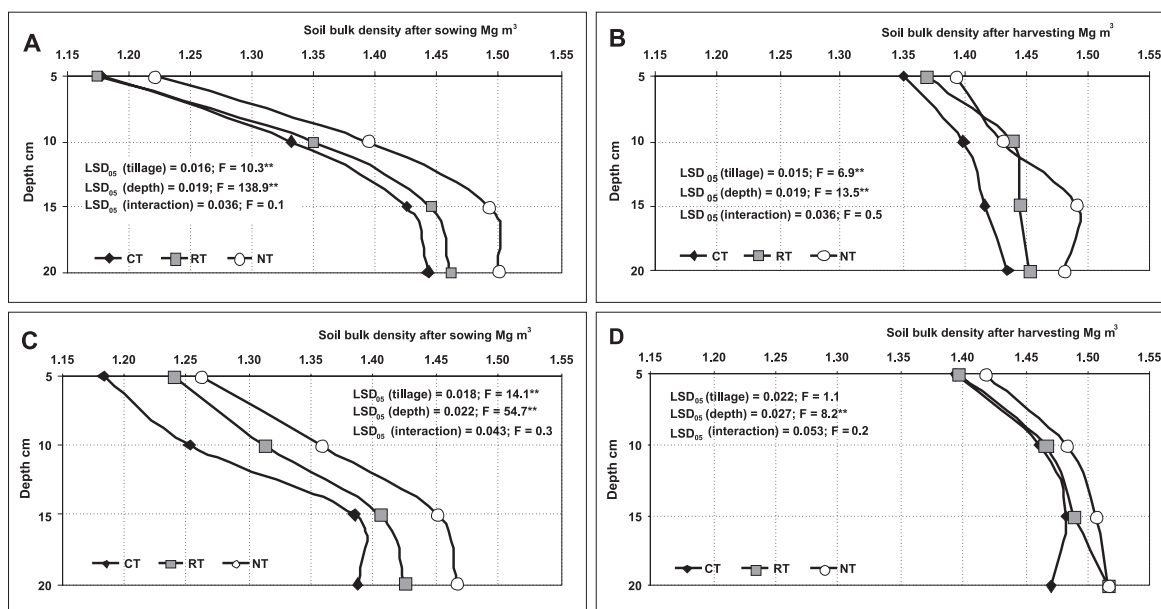 A
Soil bulk density after sowing Mg m³
1.15 1.20 1.25 1.30 1.35 1.40 1.45 1.50 1.55
5
10
15
20
Depth cm
LSD₀₅ (tillage) = 0.016; F = 10.3**
LSD₀₅ (depth) = 0.019; F = 138.9**
LSD₀₅ (interaction) = 0.036; F = 0.1
CT RT NT
B
Soil bulk density after harvesting Mg m³
1.15 1.20 1.25 1.30 1.35 1.40 1.45 1.50 1.55
5
10
15
20
Depth cm
LSD₀₅ (tillage) = 0.015; F = 6.9**
LSD₀₅ (depth) = 0.019; F = 13.5**
LSD₀₅ (interaction) = 0.036; F = 0.5
CT RT NT
C
Soil bulk density after sowing Mg m³
1.15 1.20 1.25 1.31 1.36 1.40 1.45 1.50 1.55
5
10
15
20
Depth cm
LSD₀₅ (tillage) = 0.018; F = 14.1**
LSD₀₅ (depth) = 0.022; F = 54.7**
LSD₀₅ (interaction) = 0.043; F = 0.3
CT RT NT
D
Soil bulk density after harvesting Mg m³
1.15 1.20 1.25 1.30 1.35 1.40 1.45 1.50 1.55
5
10
15
20
Depth cm
LSD₀₅ (tillage) = 0.022; F = 1.1
LSD₀₅ (depth) = 0.027; F = 8.2**
LSD₀₅ (interaction) = 0.053; F = 0.2
CT RT NT